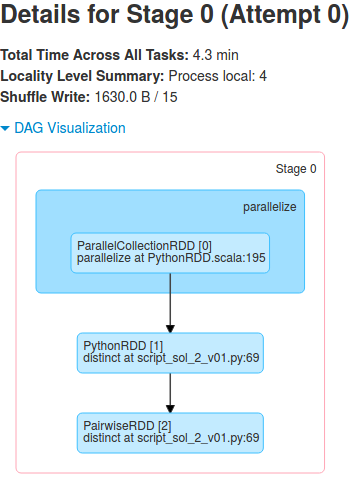 Details for Stage 0 (Attempt 0)
Total Time Across All Tasks: 4.3 min
Locality Level Summary: Process local: 4
Shuffle Write: 1630.0 B / 15
DAG Visualization
Stage 0
parallelize
ParallelCollectionRDD [0]
parallelize at PythonRDD.scala:195
PythonRDD [1]
distinct at script_sol_2_v01.py:69
PairwiseRDD [2]
distinct at script_sol_2_v01.py:69